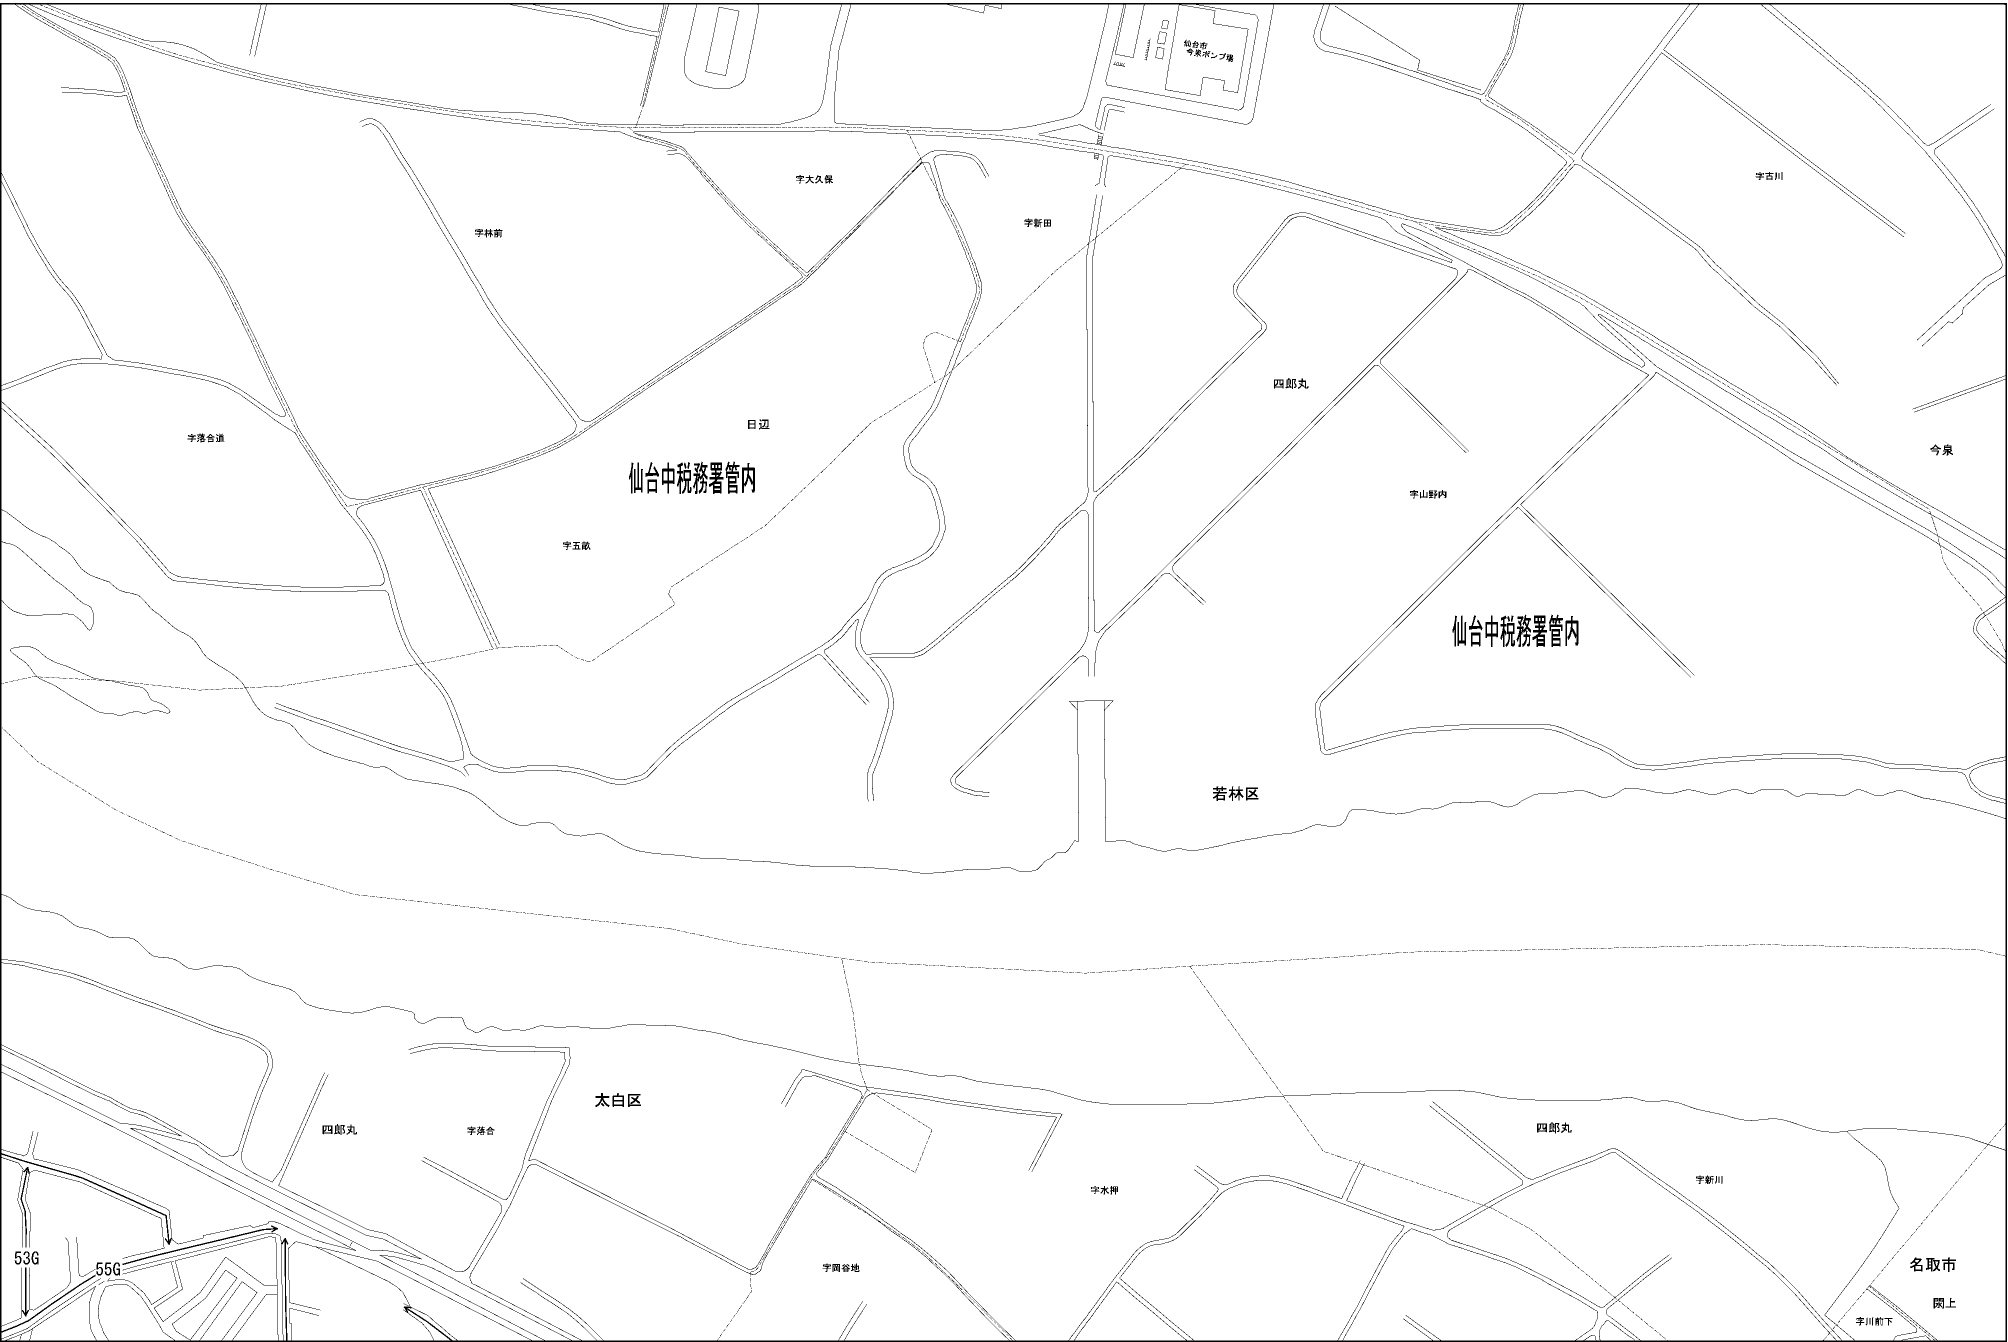 仙台市
今泉ポンプ場
字大久保
字古川
字新田
字林前
四郎丸
日辺
字落合道
今泉
仙台中税務署管内
字山野内
字五畝
仙台中税務署管内
若林区
太白区
四郎丸
字落合
四郎丸
字新川
字水押
53G
55G
字岡谷地
名取市
閖上
字川前下